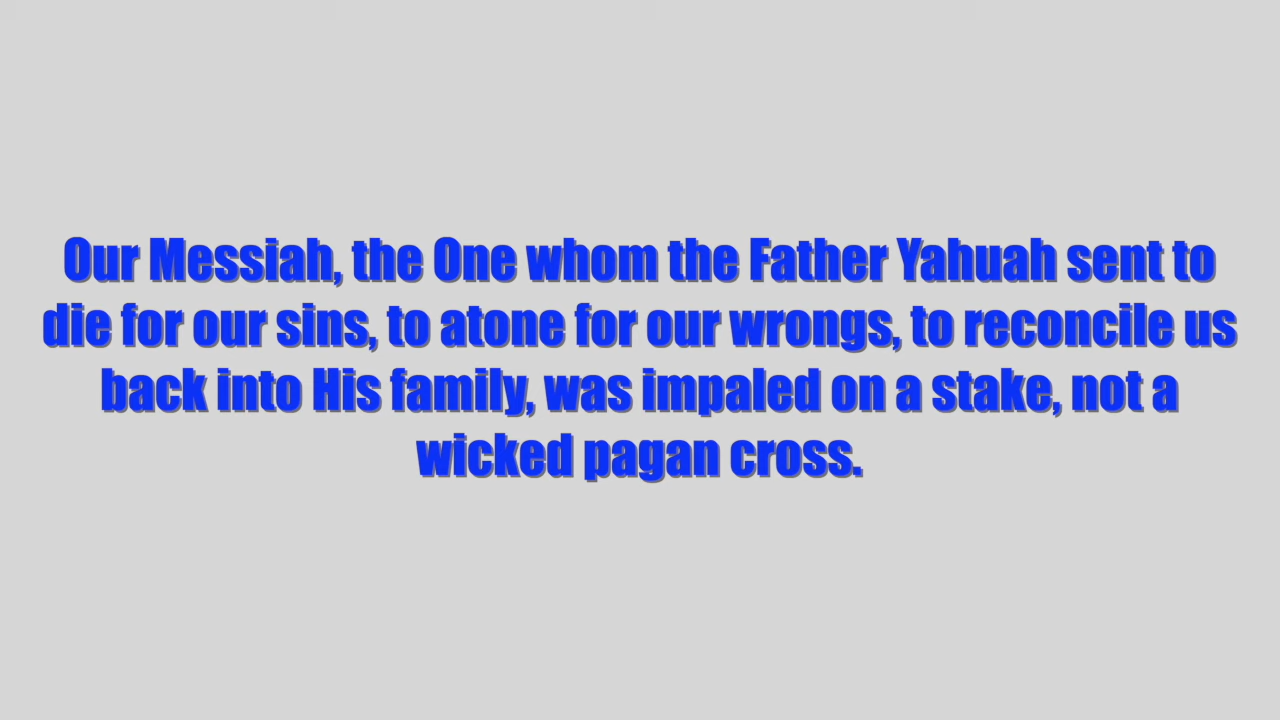 Our Messiah, the One whom the Father Yahuah sent to
die for our sins, to atone for our wrongs, to reconcile us
back into His family, was impaled on a stake, not a
wicked pagan cross.